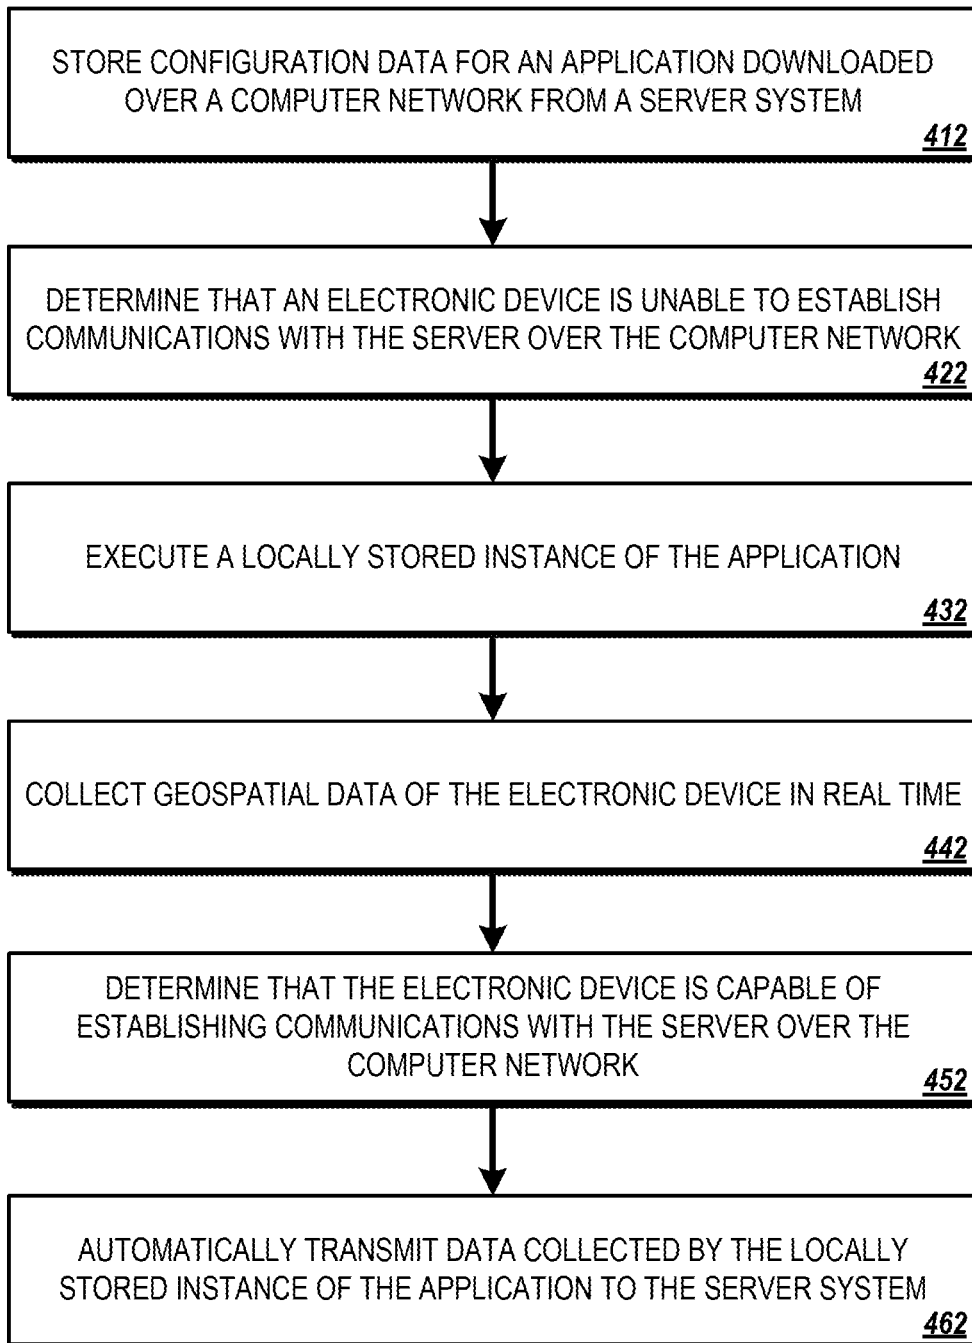 STORE CONFIGURATION DATA FOR AN APPLICATION DOWNLOADED
OVER A COMPUTER NETWORK FROM A SERVER SYSTEM
412
DETERMINE THAT AN ELECTRONIC DEVICE IS UNABLE TO ESTABLISH
COMMUNICATIONS WITH THE SERVER OVER THE COMPUTER NETWORK
422
EXECUTE A LOCALLY STORED INSTANCE OF THE APPLICATION
432
COLLECT GEOSPATIAL DATA OF THE ELECTRONIC DEVICE IN REAL TIME
442
DETERMINE THAT THE ELECTRONIC DEVICE IS CAPABLE OF
ESTABLISHING COMMUNICATIONS WITH THE SERVER OVER THE
COMPUTER NETWORK
452
AUTOMATICALLY TRANSMIT DATA COLLECTED BY THE LOCALLY
STORED INSTANCE OF THE APPLICATION TO THE SERVER SYSTEM
462